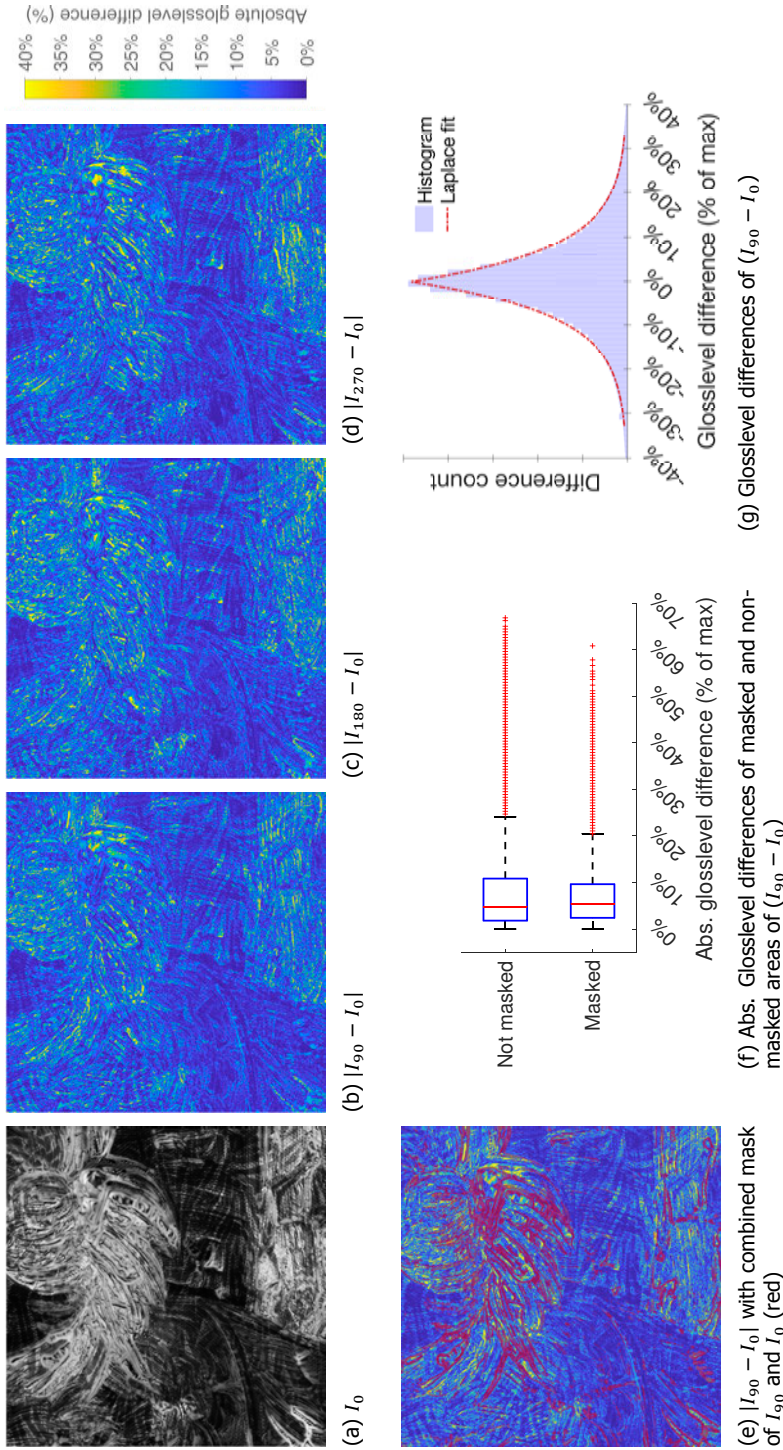 (a) I₀
(b) |I₉₀ − I₀|
(c) |I₁₈₀ − I₀|
(d) |I₂₇₀ − I₀|
40%
35%
30%
25%
20%
15%
10%
5%
0%
Absolute glosslevel difference (%)
(e) |I₉₀ − I₀| with combined mask
of I₉₀ and I₀ (red)
Not masked
Masked
0%
10%
20%
30%
40%
50%
60%
70%
Abs. glosslevel difference (% of max)
(f) Abs. Glosslevel differences of masked and non-
masked areas of (I₉₀ − I₀)
Difference count
Histogram
Laplace fit
-40%
-30%
-20%
-10%
0%
10%
20%
30%
40%
Glosslevel difference (% of max)
(g) Glosslevel differences of (I₉₀ − I₀)